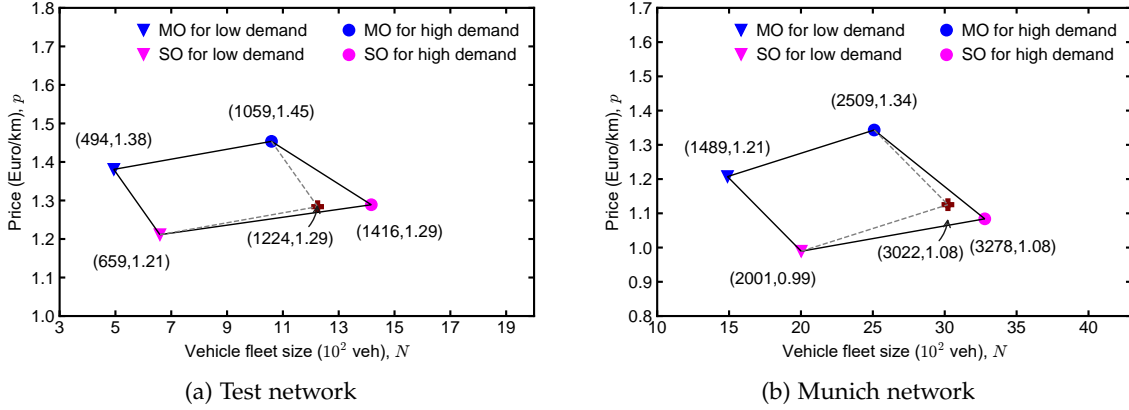 1.8
1.7
1.6
1.5
1.4
1.3
1.2
1.1
1.0
Price (Euro/km), p
MO for low demand
MO for high demand
SO for low demand
SO for high demand
(1059,1.45)
(494,1.38)
(1224,1.29)
(1416,1.29)
(659,1.21)
3 5 7 9 11 13 15 17 19
Vehicle fleet size (10² veh), N
(a) Test network
1.7
1.6
1.5
1.4
1.3
1.2
1.1
1.0
0.9
0.8
Price (Euro/km), p
MO for low demand
MO for high demand
SO for low demand
SO for high demand
(2509,1.34)
(1489,1.21)
(3022,1.08)
(3278,1.08)
(2001,0.99)
10 15 20 25 30 35 40
Vehicle fleet size (10² veh), N
(b) Munich network